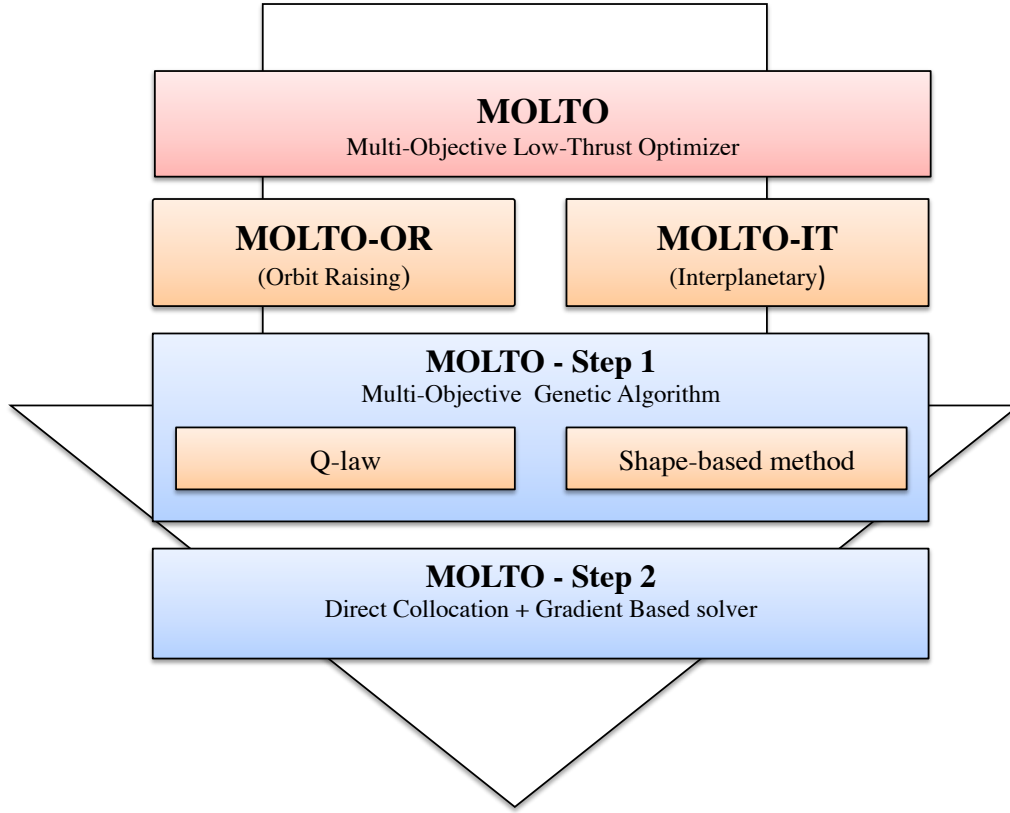 MOLTO
Multi-Objective Low-Thrust Optimizer
MOLTO-OR
(Orbit Raising)
MOLTO-IT
(Interplanetary)
MOLTO - Step 1
Multi-Objective Genetic Algorithm
Q-law
Shape-based method
MOLTO - Step 2
Direct Collocation + Gradient Based solver